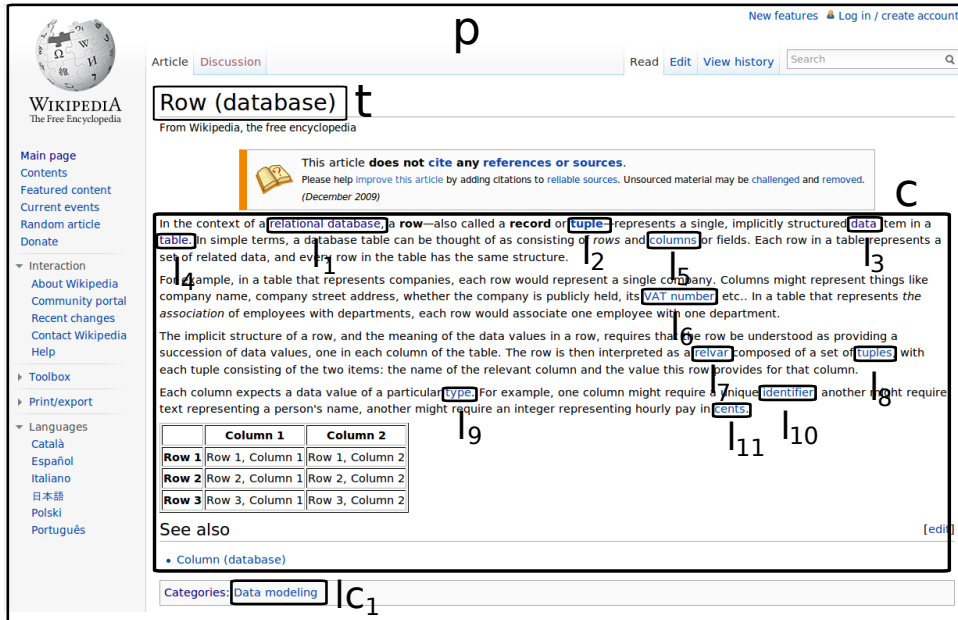 New features Log in / create account
p
Article Discussion Read Edit View history Search
WIKIPEDIA
The Free Encyclopedia
Main page
Contents
Featured content
Current events
Random article
Donate
Interaction
About Wikipedia
Community portal
Recent changes
Contact Wikipedia
Help
Toolbox
Print/export
Languages
Català
Español
Italiano
日本語
Polski
Português
Row (database) t
From Wikipedia, the free encyclopedia
This article does not cite any references or sources.
Please help improve this article by adding citations to reliable sources. Unsourced material may be challenged and removed.
(December 2009)
c
In the context of a relational database, a row—also called a record or tuple—represents a single, implicitly structured data item in a
table. In simple terms, a database table can be thought of as consisting of rows and columns or fields. Each row in a table represents a
set of related data, and every row in the table has the same structure.
l4 l1 l2 l5 l3
For example, in a table that represents companies, each row would represent a single company. Columns might represent things like
company name, company street address, whether the company is publicly held, its VAT number, etc.. In a table that represents the
association of employees with departments, each row would associate one employee with one department.
l6
The implicit structure of a row, and the meaning of the data values in a row, requires that the row be understood as providing a
succession of data values, one in each column of the table. The row is then interpreted as a relvar composed of a set of tuples, with
each tuple consisting of the two items: the name of the relevant column and the value this row provides for that column.
l7 l8
Each column expects a data value of a particular type. For example, one column might require a unique identifier, another might require
text representing a person's name, another might require an integer representing hourly pay in cents.
l9 l11 l10
Column 1 Column 2
Row 1 Row 1, Column 1 Row 1, Column 2
Row 2 Row 2, Column 1 Row 2, Column 2
Row 3 Row 3, Column 1 Row 3, Column 2
See also [edit]
• Column (database)
Categories: Data modeling lc1